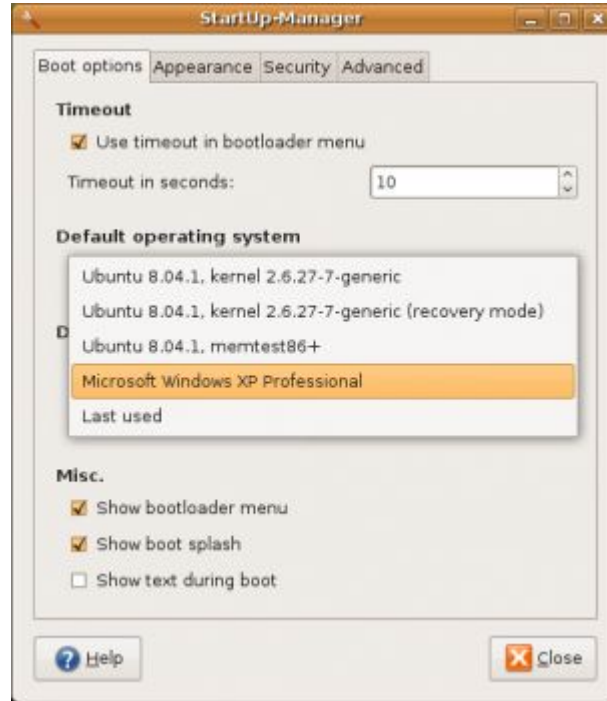 StartUp-Manager
Boot options Appearance Security Advanced
Timeout
Use timeout in bootloader menu
Timeout in seconds: 10
Default operating system
Ubuntu 8.04.1, kernel 2.6.27-7-generic
Ubuntu 8.04.1, kernel 2.6.27-7-generic (recovery mode)
D
Ubuntu 8.04.1, memtest86+
Microsoft Windows XP Professional
Last used
Misc.
Show bootloader menu
Show boot splash
Show text during boot
Help Close